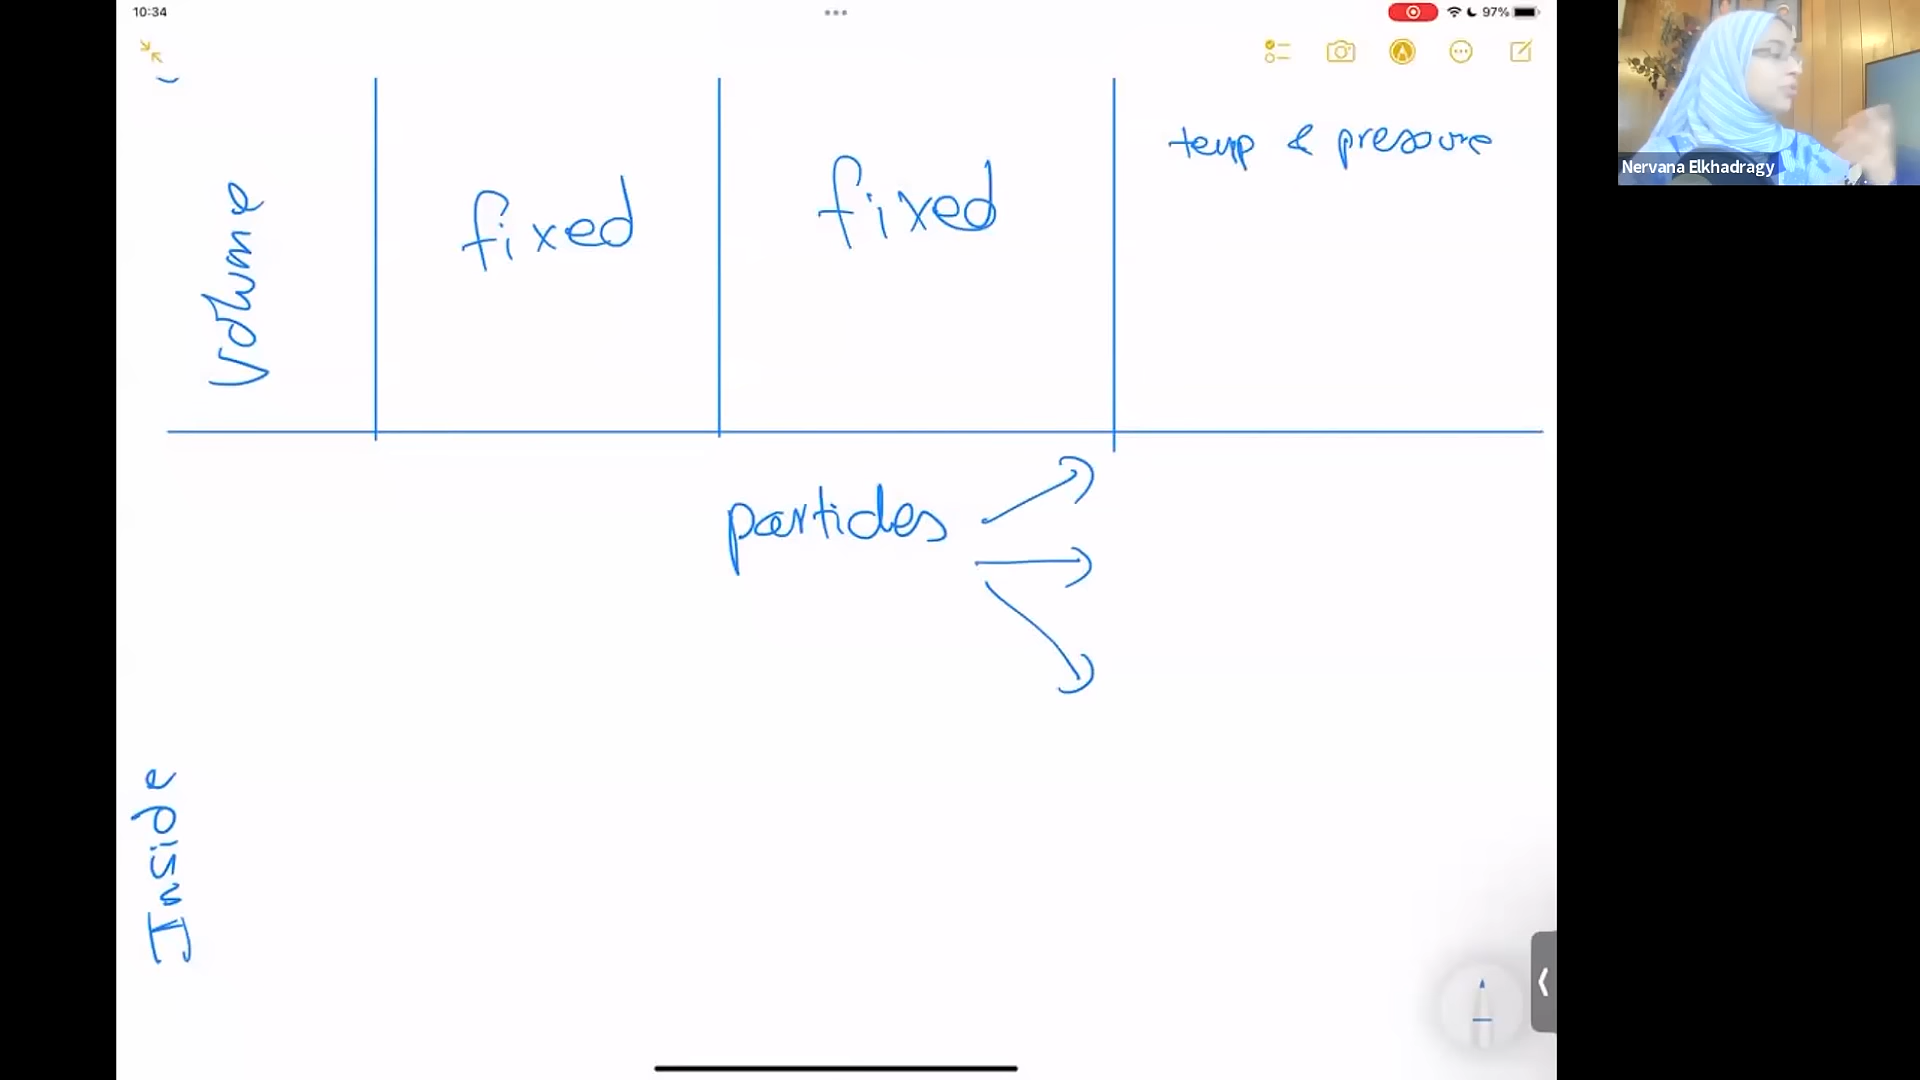 10:34
97%
Nervana Elkhadragy
temp & pressure
volume
fixed
fixed
particles
Inside